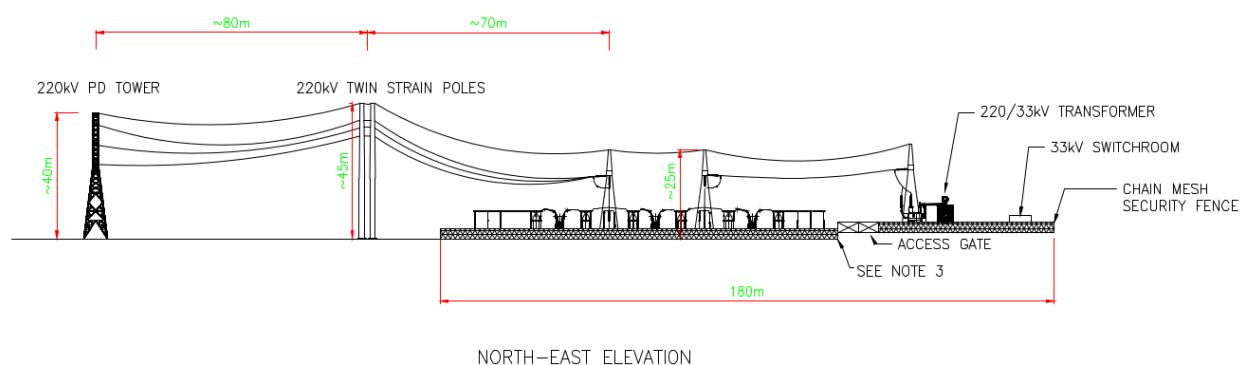 ~80m
~70m
220kV PD TOWER
220kV TWIN STRAIN POLES
220/33kV TRANSFORMER
33kV SWITCHROOM
~40m
~45m
~25m
CHAIN MESH
SECURITY FENCE
ACCESS GATE
SEE NOTE 3
180m
NORTH-EAST ELEVATION